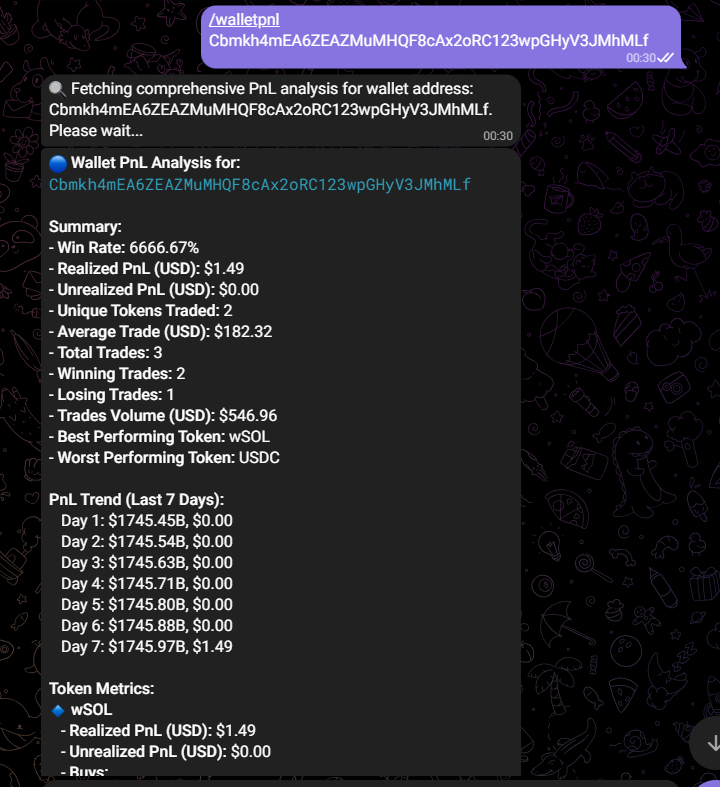 /walletpnl
Cbmkh4mEA6ZEAZMuMHQF8cAx2oRC123wpGHyV3JMhMLf
00:30
Fetching comprehensive PnL analysis for wallet address:
Cbmkh4mEA6ZEAZMuMHQF8cAx2oRC123wpGHyV3JMhMLf.
Please wait...
00:30
Wallet PnL Analysis for:
Cbmkh4mEA6ZEAZMuMHQF8cAx2oRC123wpGHyV3JMhMLf
Summary:
- Win Rate: 6666.67%
- Realized PnL (USD): $1.49
- Unrealized PnL (USD): $0.00
- Unique Tokens Traded: 2
- Average Trade (USD): $182.32
- Total Trades: 3
- Winning Trades: 2
- Losing Trades: 1
- Trades Volume (USD): $546.96
- Best Performing Token: wSOL
- Worst Performing Token: USDC
PnL Trend (Last 7 Days):
Day 1: $1745.45B, $0.00
Day 2: $1745.54B, $0.00
Day 3: $1745.63B, $0.00
Day 4: $1745.71B, $0.00
Day 5: $1745.80B, $0.00
Day 6: $1745.88B, $0.00
Day 7: $1745.97B, $1.49
Token Metrics:
wSOL
- Realized PnL (USD): $1.49
- Unrealized PnL (USD): $0.00
- Buys: